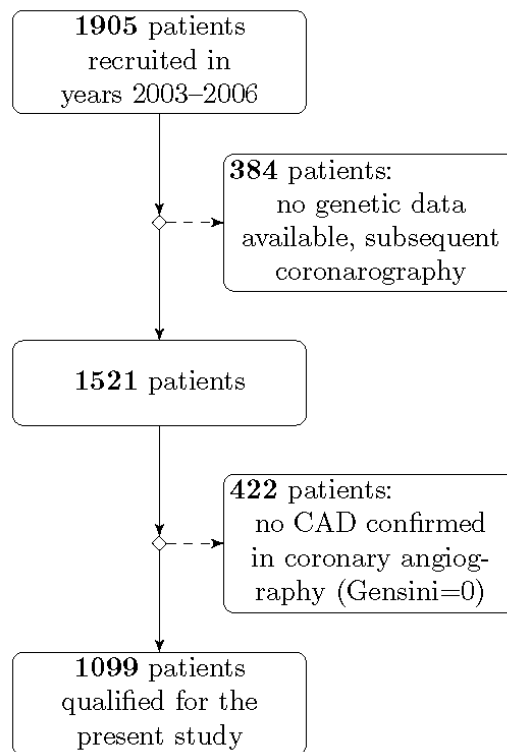 1905 patients
recruited in
years 2003–2006
384 patients:
no genetic data
available, subsequent
coronarography
1521 patients
422 patients:
no CAD confirmed
in coronary angiog-
raphy (Gensini=0)
1099 patients
qualified for the
present study